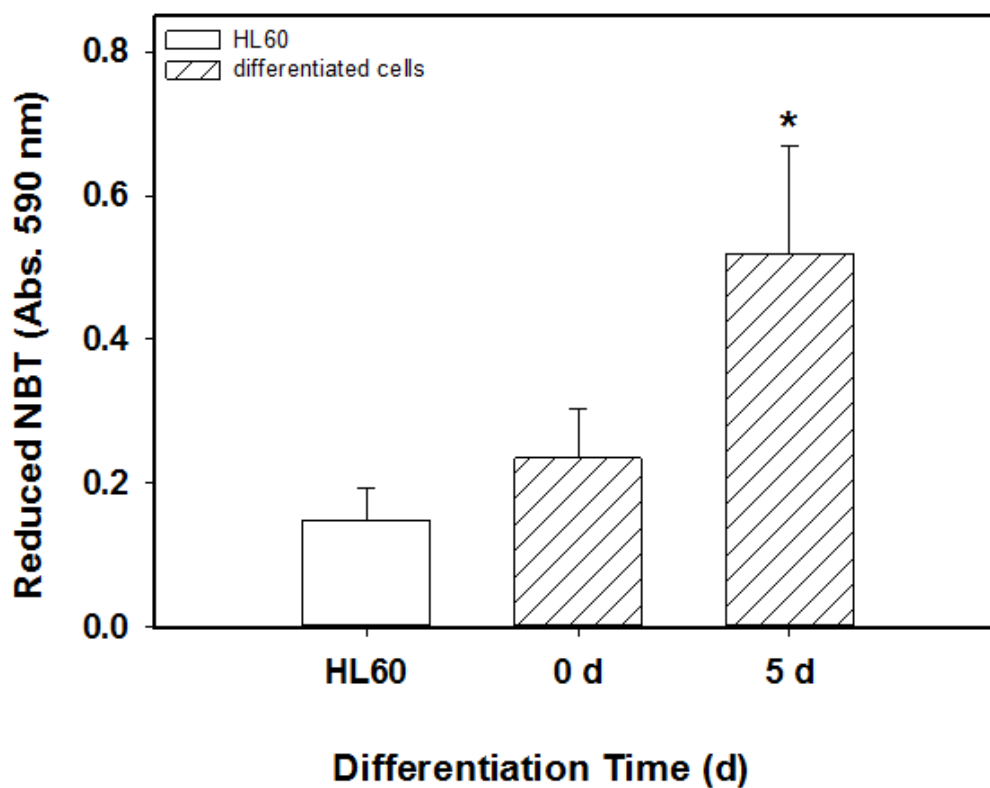 HL60
differentiated cells
*
0.8
0.6
0.4
0.2
0.0
Reduced NBT (Abs. 590 nm)
HL60 0 d 5 d
Differentiation Time (d)